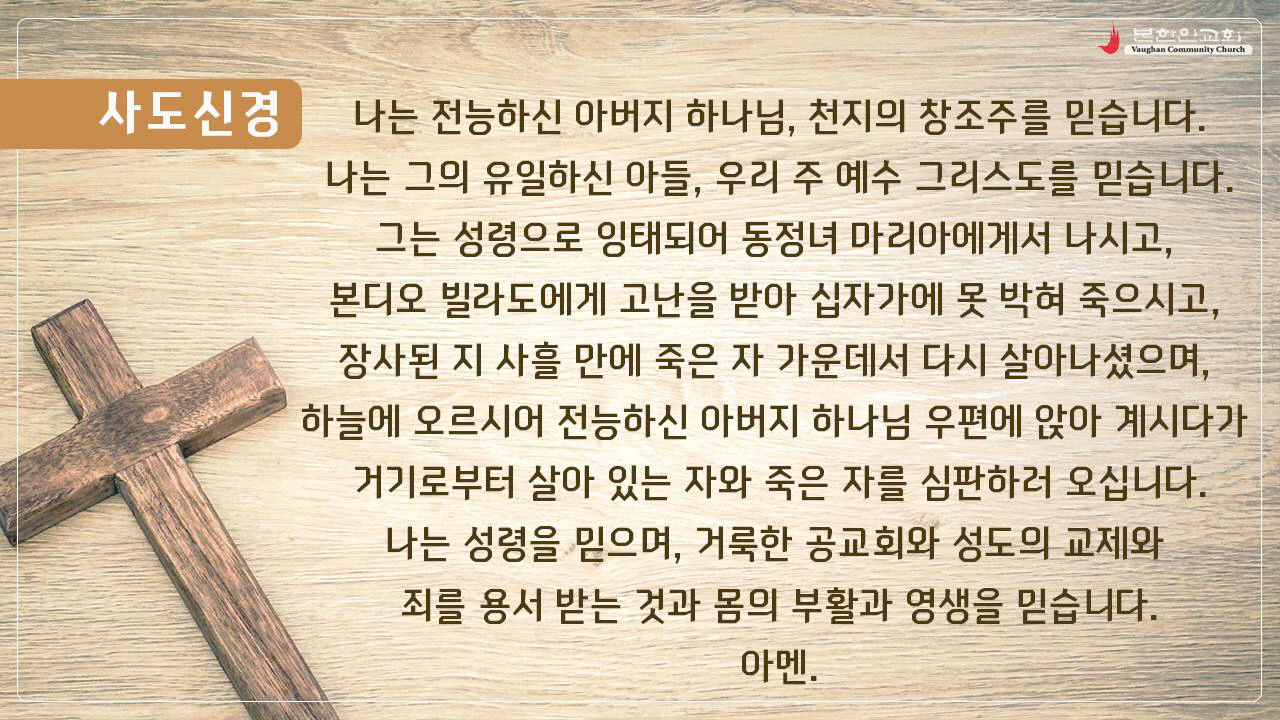 본한인교회
Vaughan Community Church
사도신경
나는 전능하신 아버지 하나님, 천지의 창조주를 믿습니다.
나는 그의 유일하신 아들, 우리 주 예수 그리스도를 믿습니다.
그는 성령으로 잉태되어 동정녀 마리아에게서 나시고,
본디오 빌라도에게 고난을 받아 십자가에 못 박혀 죽으시고,
장사된 지 사흘 만에 죽은 자 가운데서 다시 살아나셨으며,
하늘에 오르시어 전능하신 아버지 하나님 우편에 앉아 계시다가
거기로부터 살아 있는 자와 죽은 자를 심판하러 오십니다.
나는 성령을 믿으며, 거룩한 공교회와 성도의 교제와
죄를 용서 받는 것과 몸의 부활과 영생을 믿습니다.
아멘.